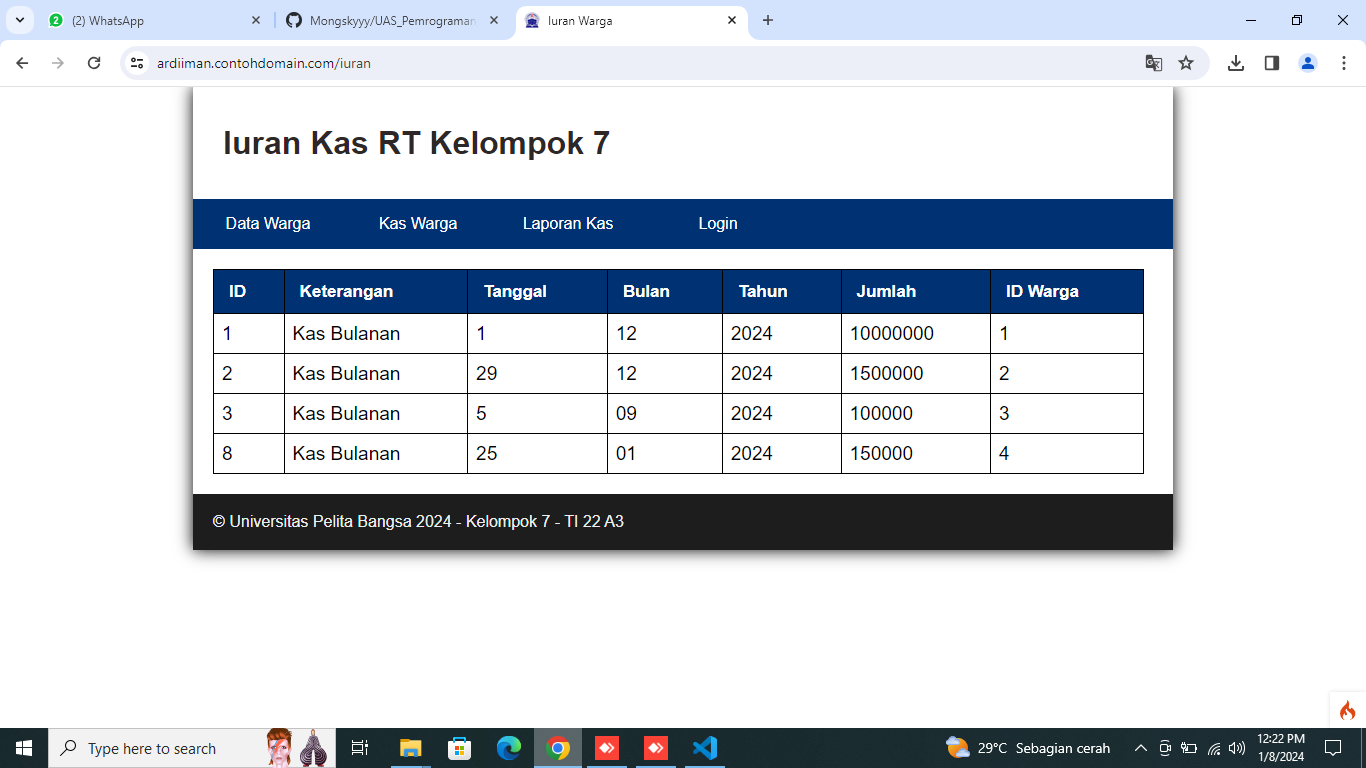 2 (2) WhatsApp Mongskyyy/UAS_Pemrograman Iuran Warga
ardiiman.contohdomain.com/iuran
Iuran Kas RT Kelompok 7
Data Warga Kas Warga Laporan Kas Login
ID Keterangan Tanggal Bulan Tahun Jumlah ID Warga
1 Kas Bulanan 1 12 2024 10000000 1
2 Kas Bulanan 29 12 2024 1500000 2
3 Kas Bulanan 5 09 2024 100000 3
8 Kas Bulanan 25 01 2024 150000 4
© Universitas Pelita Bangsa 2024 - Kelompok 7 - TI 22 A3
Type here to search 29°C Sebagian cerah 12:22 PM
1/8/2024